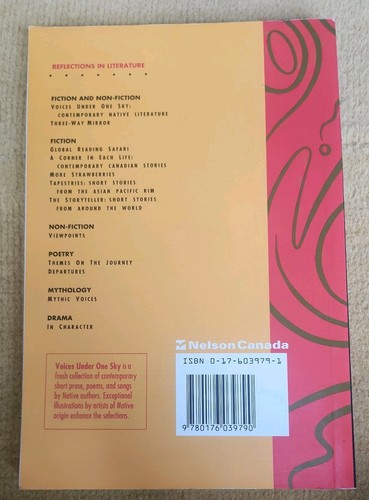 REFLECTIONS IN LITERATURE
FICTION AND NON-FICTION
VOICES UNDER ONE SKY:
CONTEMPORARY NATIVE LITERATURE
THREE-WAY MIRROR
FICTION
GLOBAL READING SAFARI
A CORNER IN EACH LIFE:
CONTEMPORARY CANADIAN STORIES
MORE STRAWBERRIES
TAPESTRIES: SHORT STORIES
FROM THE ASIAN PACIFIC RIM
THE STORYTELLER: SHORT STORIES
FROM AROUND THE WORLD
NON-FICTION
VIEWPOINTS
POETRY
THEMES ON THE JOURNEY
DEPARTURES
MYTHOLOGY
MYTHIC VOICES
DRAMA
IN CHARACTER
Nelson Canada
ISBN 0-17-603979-1
9 780176 039790
Voices Under One Sky is a
fresh collection of contemporary
short prose, poems, and songs
by Native authors. Exceptional
illustrations by artists of Native
origin enhance the selections.